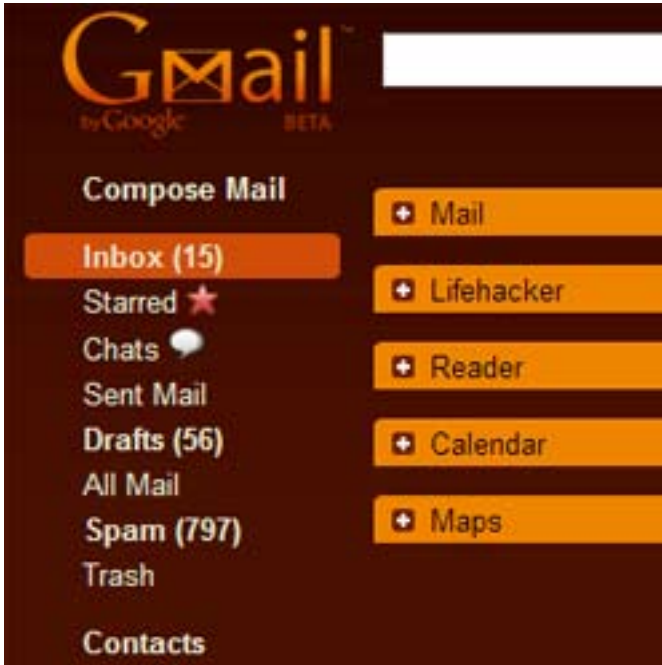 Gmail™
by Google BETA
Compose Mail
Inbox (15)
Starred
Chats
Sent Mail
Drafts (56)
All Mail
Spam (797)
Trash
Contacts
Mail
Lifehacker
Reader
Calendar
Maps